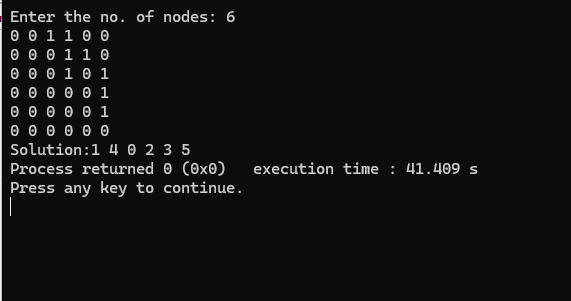 Enter the no. of nodes: 6
0 0 1 1 0 0
0 0 0 1 1 0
0 0 0 1 0 1
0 0 0 0 0 1
0 0 0 0 0 1
0 0 0 0 0 0
Solution:1 4 0 2 3 5
Process returned 0 (0x0)   execution time : 41.409 s
Press any key to continue.